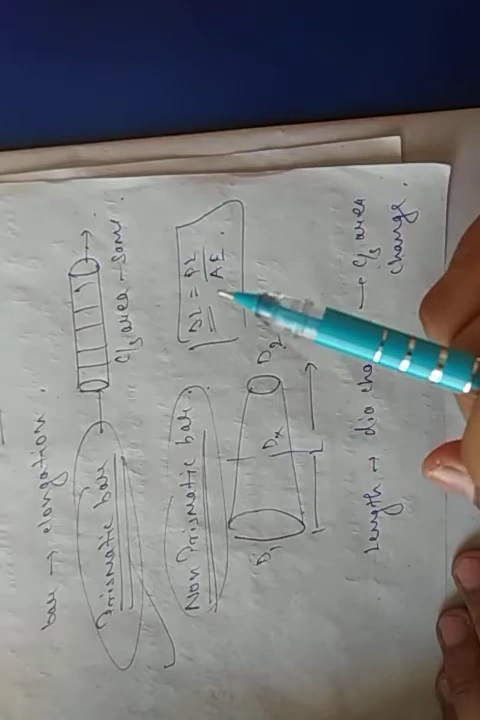 bar → elongation.
Prismatic bar → c/s area - same.
Non Prismatic bar.
ΔL = PL
AE
D1 Dx D2
L
Length → dia cha → c/s area
change.